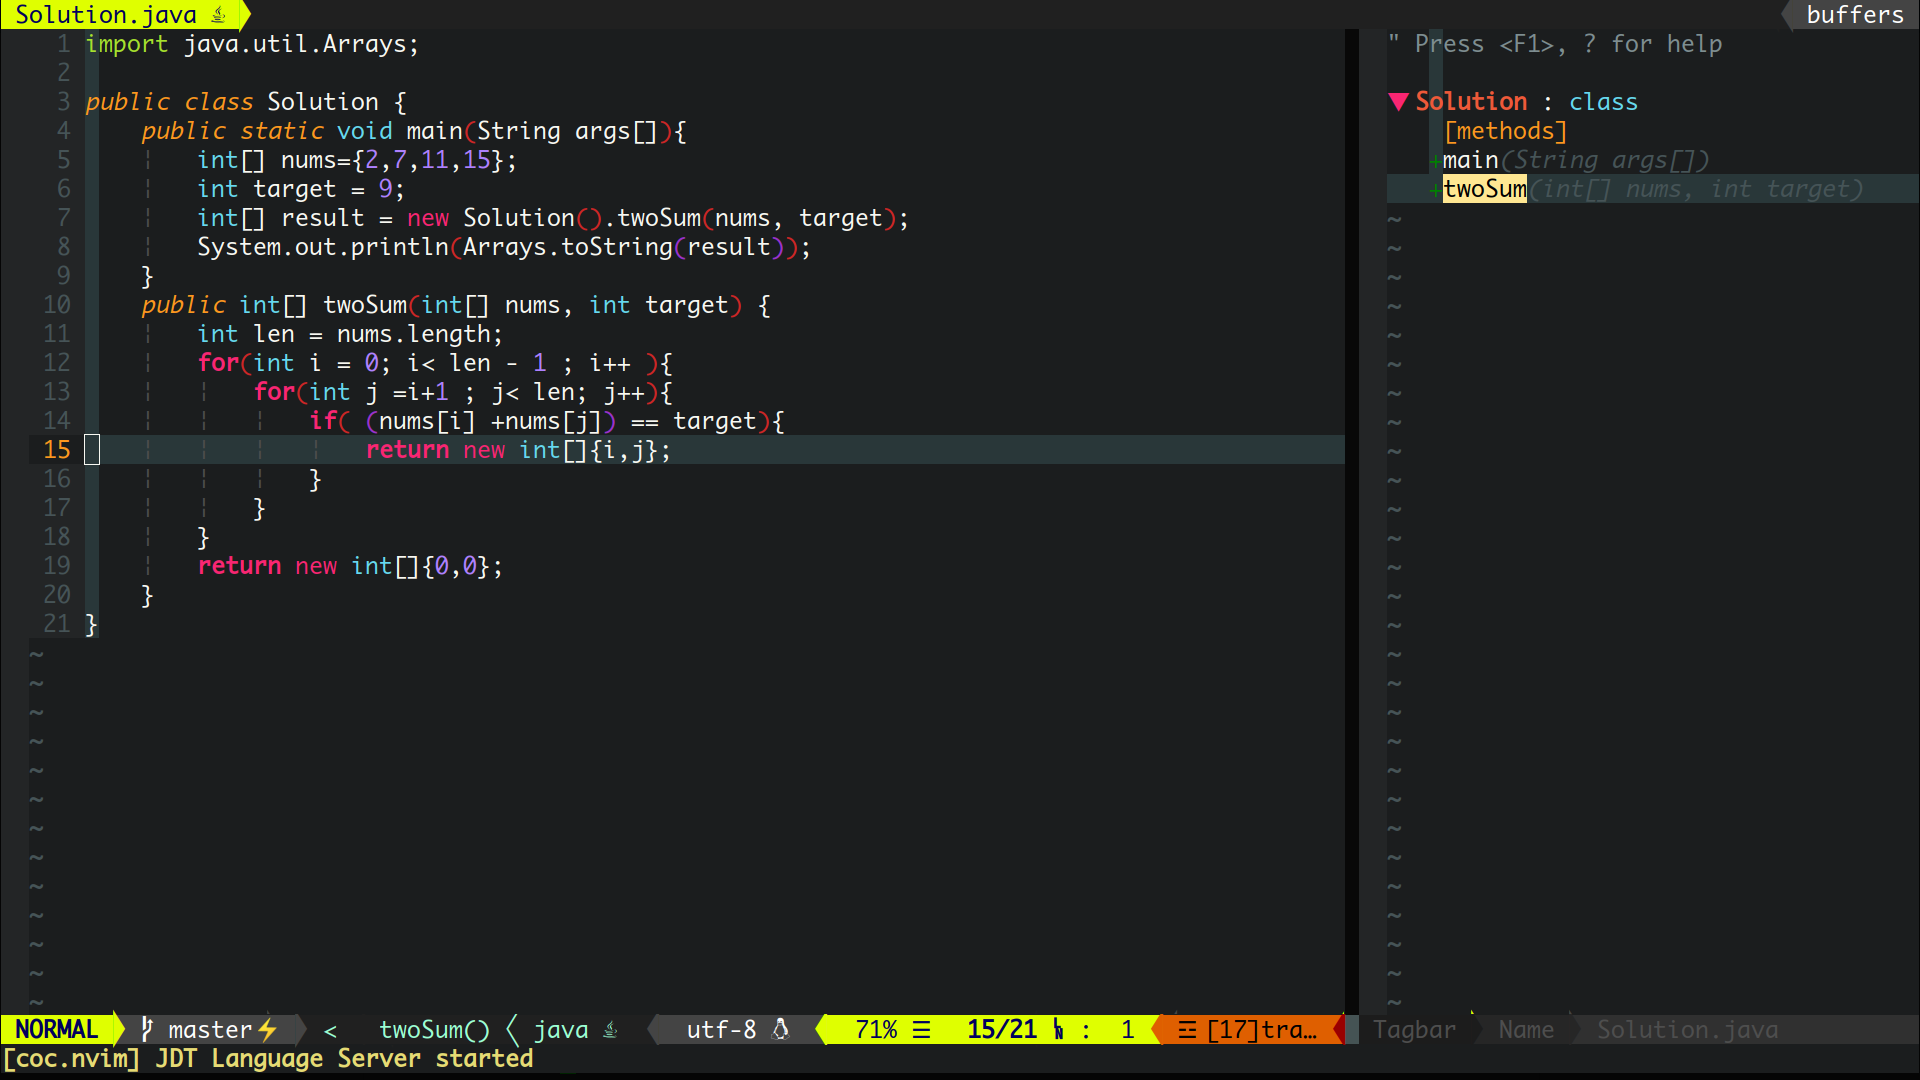 Solution.java buffers
1 import java.util.Arrays;
2
3 public class Solution {
4     public static void main(String args[]){
5         int[] nums={2,7,11,15};
6         int target = 9;
7         int[] result = new Solution().twoSum(nums, target);
8         System.out.println(Arrays.toString(result));
9     }
10     public int[] twoSum(int[] nums, int target) {
11         int len = nums.length;
12         for(int i = 0; i< len - 1 ; i++ ){
13             for(int j =i+1 ; j< len; j++){
14                 if( (nums[i] +nums[j]) == target){
15                     return new int[]{i,j};
16                 }
17             }
18         }
19         return new int[]{0,0};
20     }
21 }
" Press <F1>, ? for help
▼ Solution : class
[methods]
+main(String args[])
+twoSum(int[] nums, int target)
NORMAL master⚡ < twoSum() java utf-8 71% ☰ 15/21 : 1 ☲ [17]tra… Tagbar Name Solution.java
[coc.nvim] JDT Language Server started